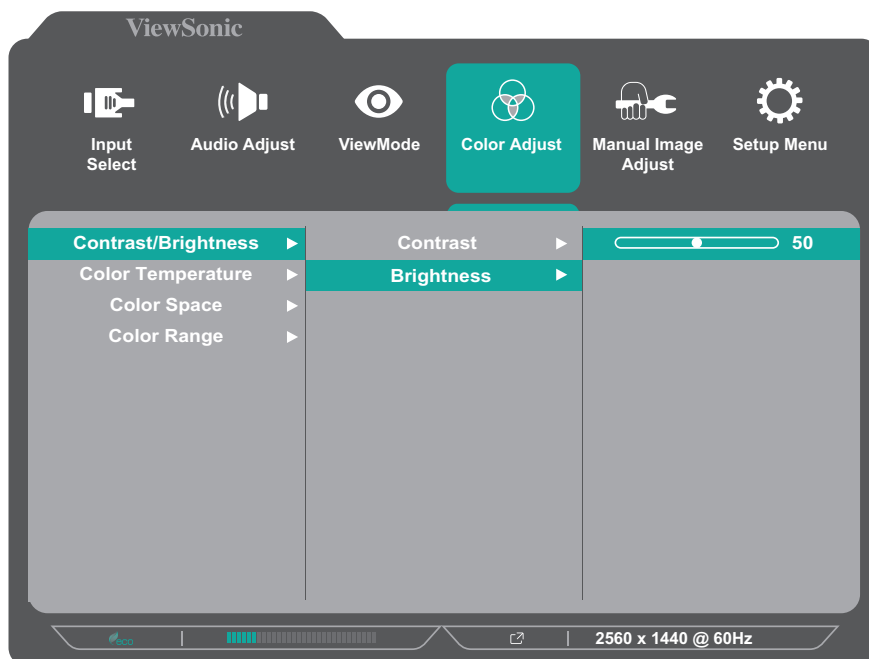 ViewSonic
Input
Select
Audio Adjust
ViewMode
Color Adjust
Manual Image
Adjust
Setup Menu
Contrast/Brightness
Contrast
50
Color Temperature
Brightness
Color Space
Color Range
eco
2560 x 1440 @ 60Hz